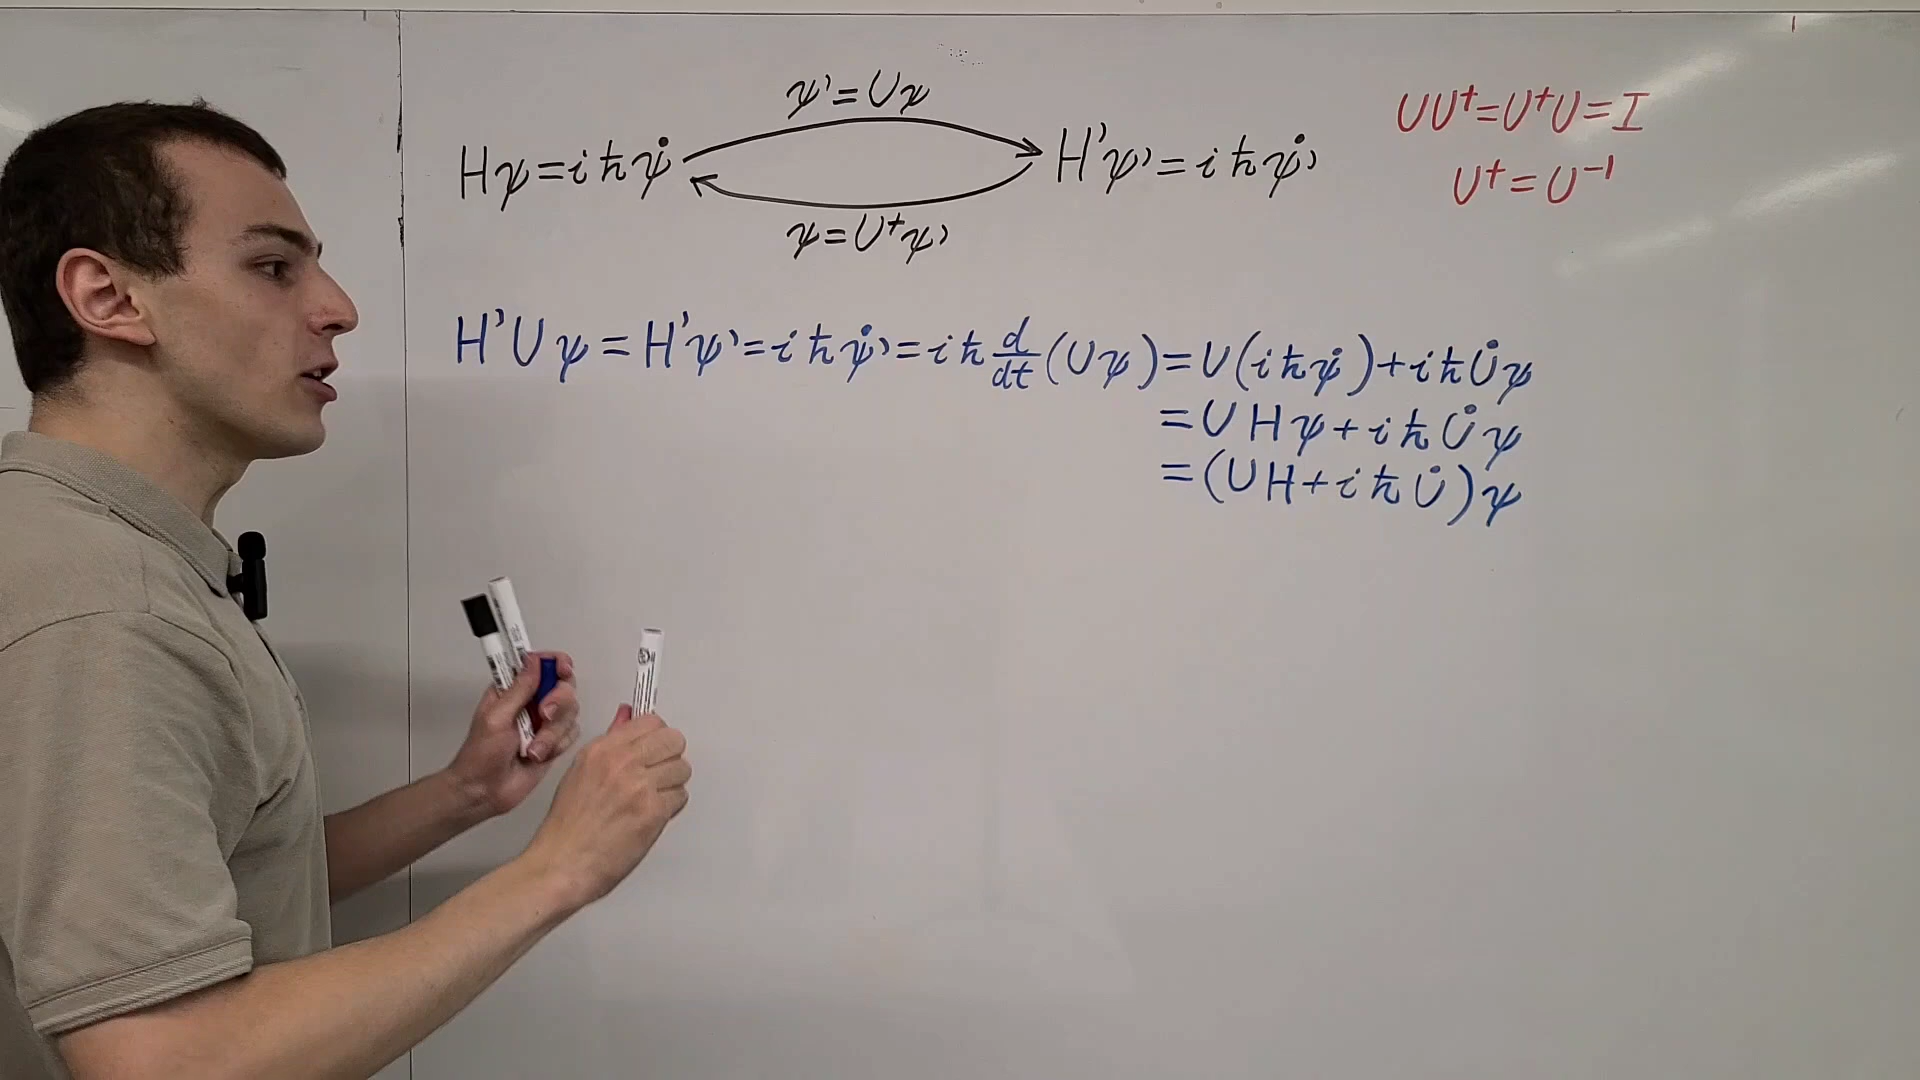 ψ' = Uψ
Hψ = iħψ̇
H'ψ' = iħψ̇'
ψ = U†ψ'
UU† = U†U = I
U† = U⁻¹
H'Uψ = H'ψ' = iħψ̇' = iħ d/dt (Uψ) = U(iħψ̇) + iħU̇ψ
= UHψ + iħU̇ψ
= (UH + iħU̇)ψ